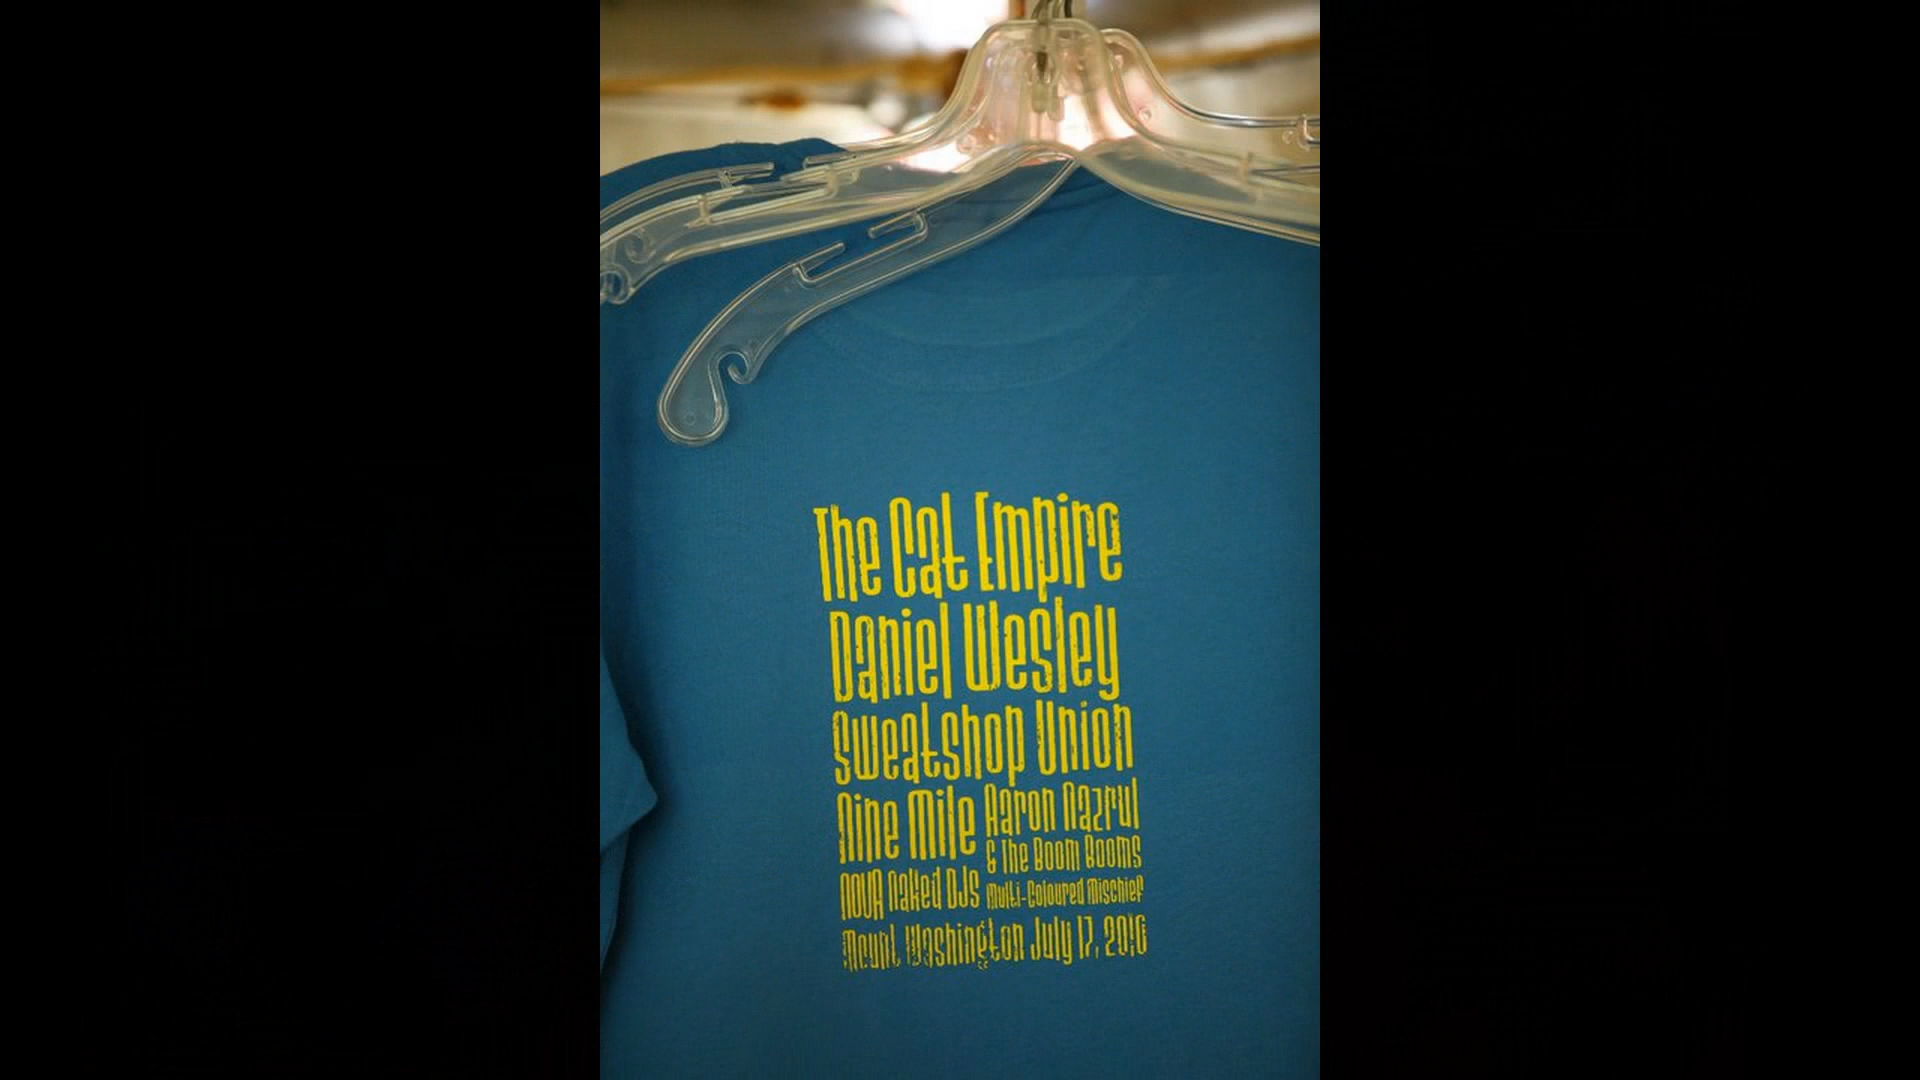 The Cat Empire
Daniel Wesley
Sweatshop Union
Nine Mile
Aaron Nazrul
& The Boom Booms
NOUA Naked DJs
Multi-Coloured Mischief
Mount Washington July 17, 2010